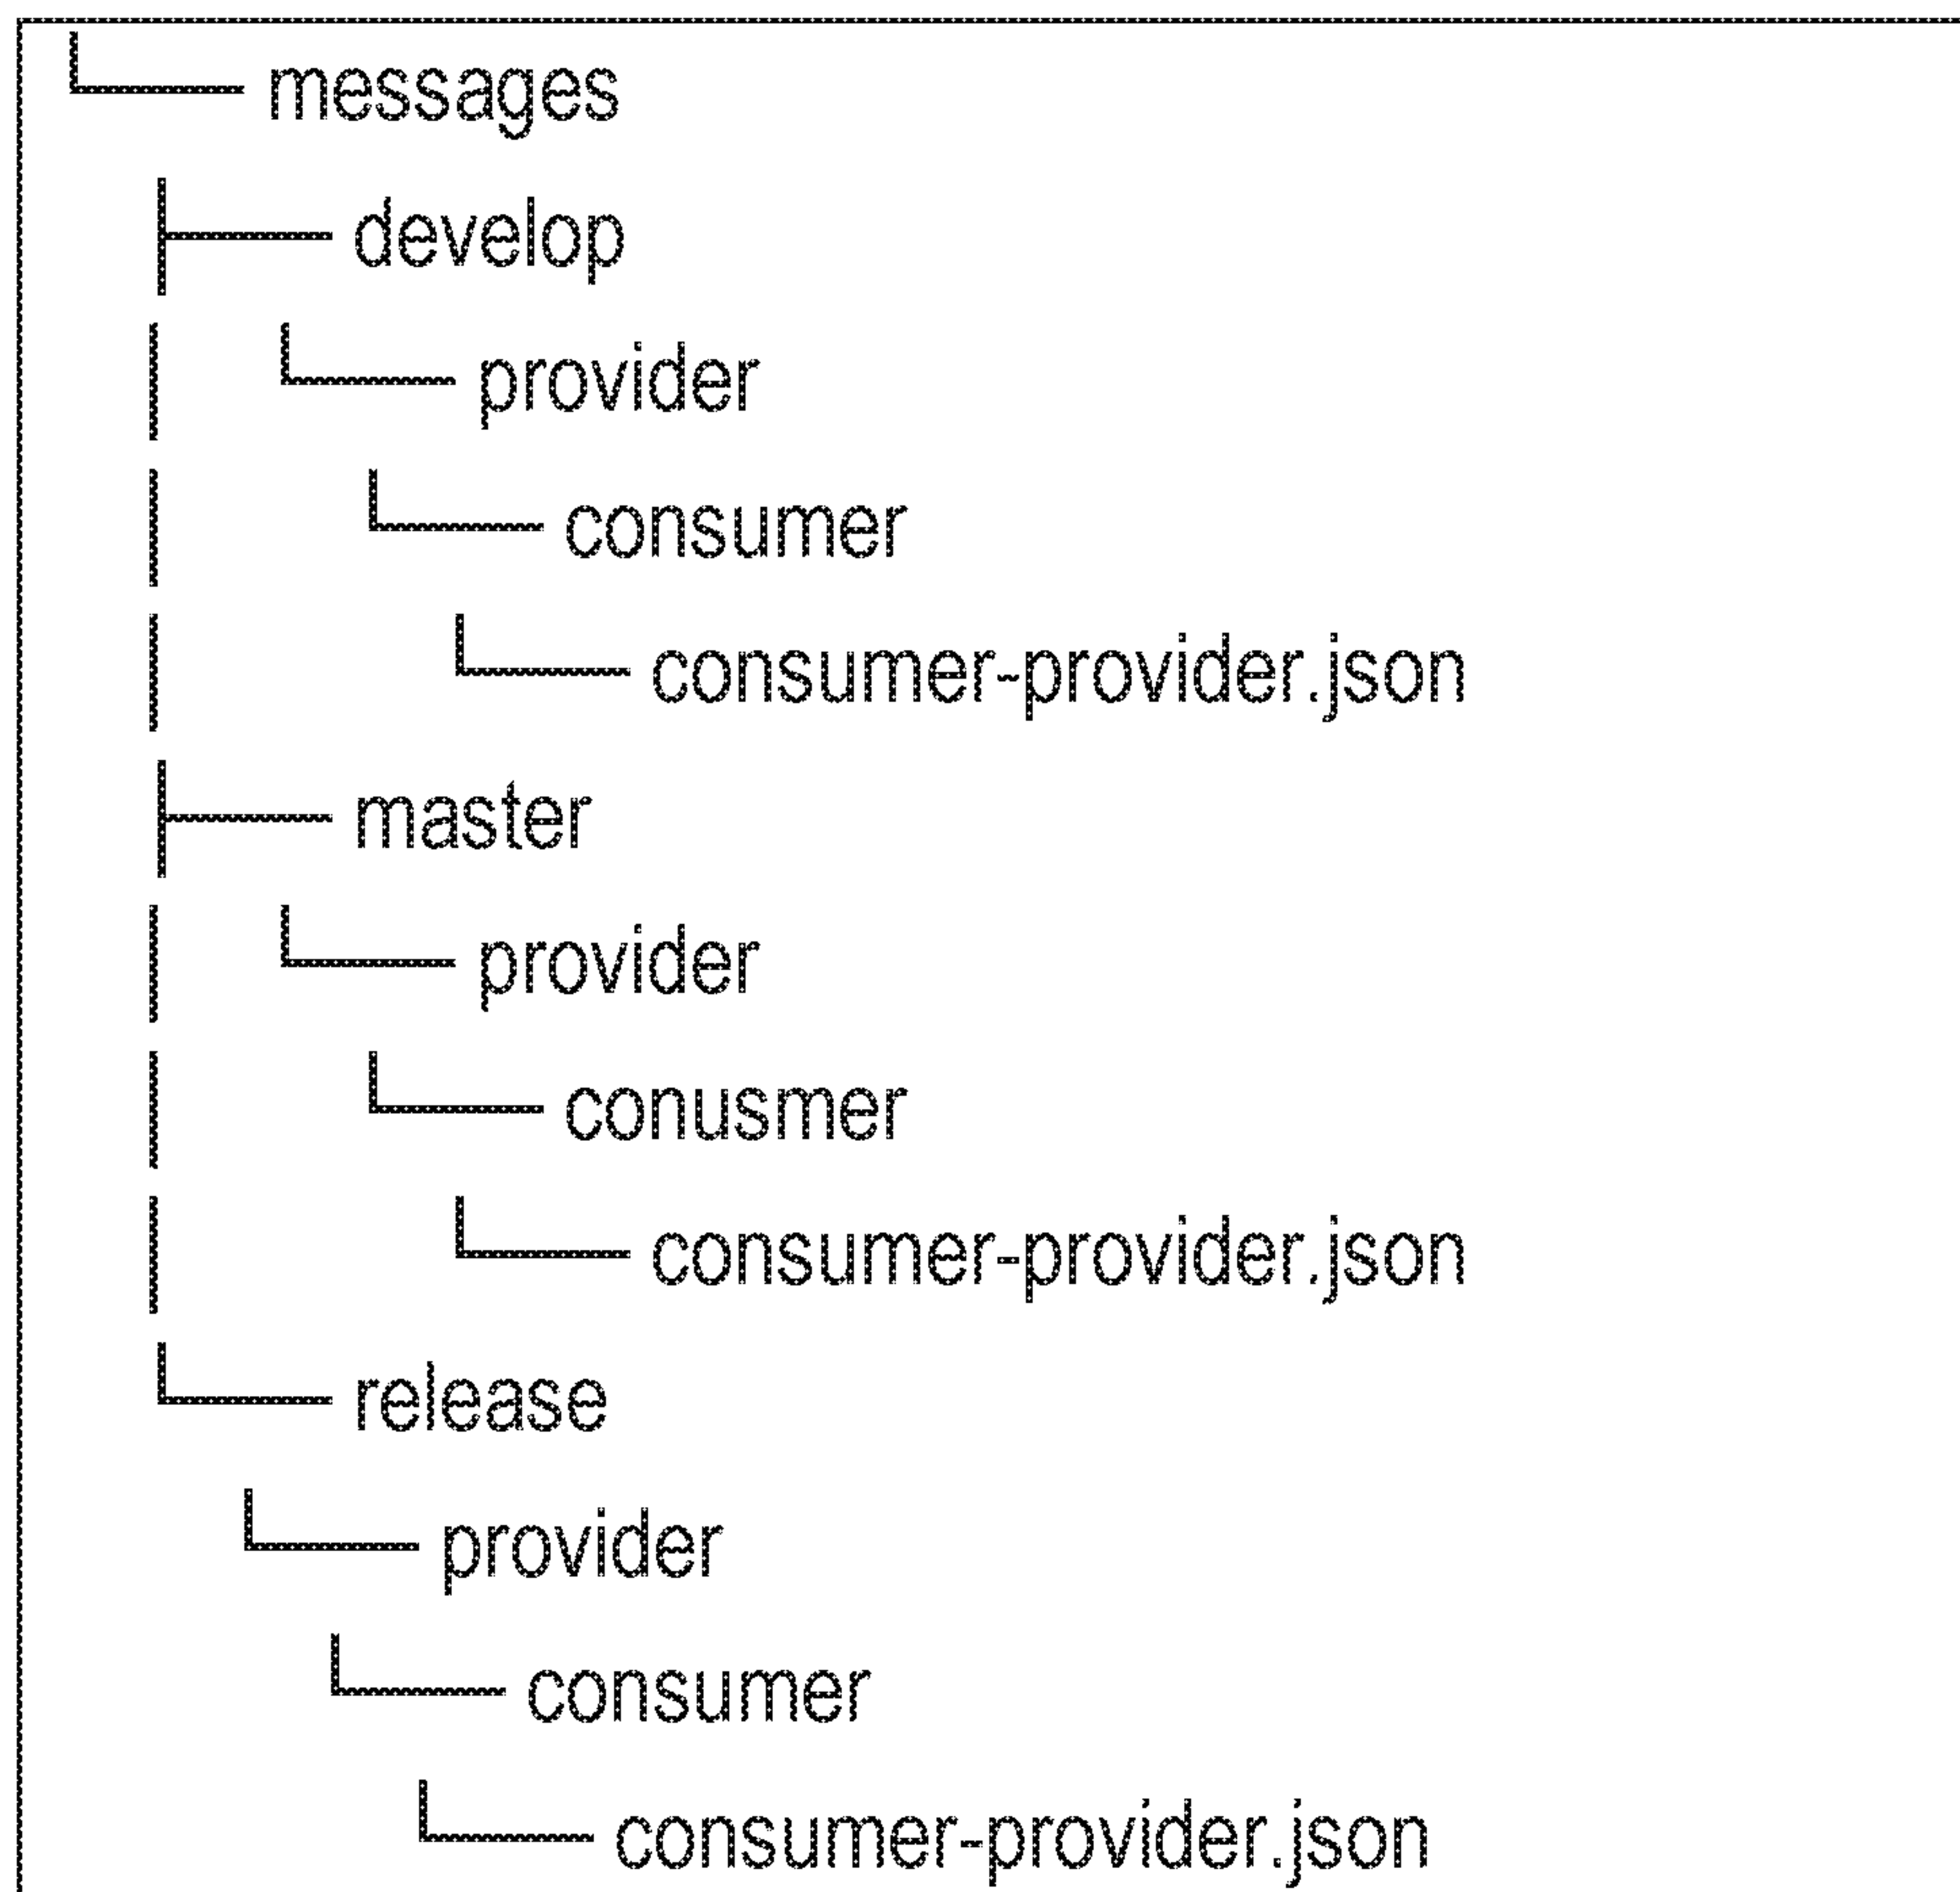 messages
develop
provider
consumer
consumer-provider.json
master
provider
conusmer
consumer-provider.json
release
provider
consumer
consumer-provider.json